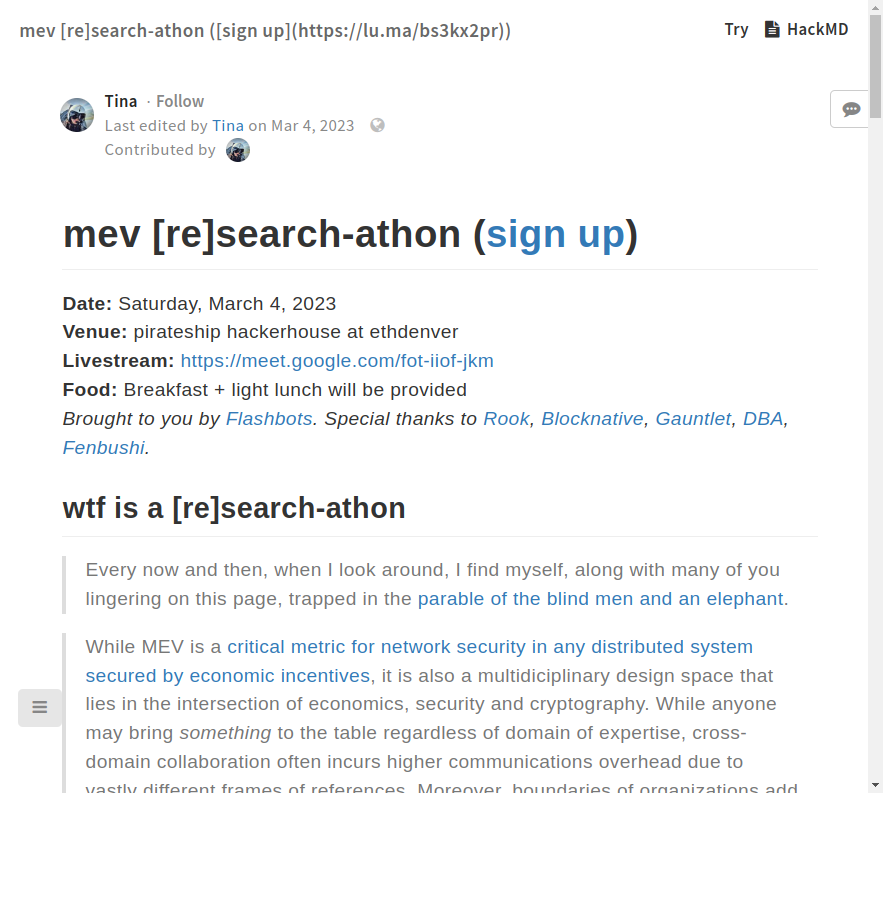 mev [re]search-athon ([sign up](https://lu.ma/bs3kx2pr))
Try HackMD
Tina · Follow
Last edited by Tina on Mar 4, 2023
Contributed by
mev [re]search-athon (sign up)
Date: Saturday, March 4, 2023
Venue: pirateship hackerhouse at ethdenver
Livestream: https://meet.google.com/fot-iiof-jkm
Food: Breakfast + light lunch will be provided
Brought to you by Flashbots. Special thanks to Rook, Blocknative, Gauntlet, DBA,
Fenbushi.
wtf is a [re]search-athon
Every now and then, when I look around, I find myself, along with many of you
lingering on this page, trapped in the parable of the blind men and an elephant.
While MEV is a critical metric for network security in any distributed system
secured by economic incentives, it is also a multidiciplinary design space that
lies in the intersection of economics, security and cryptography. While anyone
may bring something to the table regardless of domain of expertise, cross-
domain collaboration often incurs higher communications overhead due to
vastly different frames of references. Moreover, boundaries of organizations add